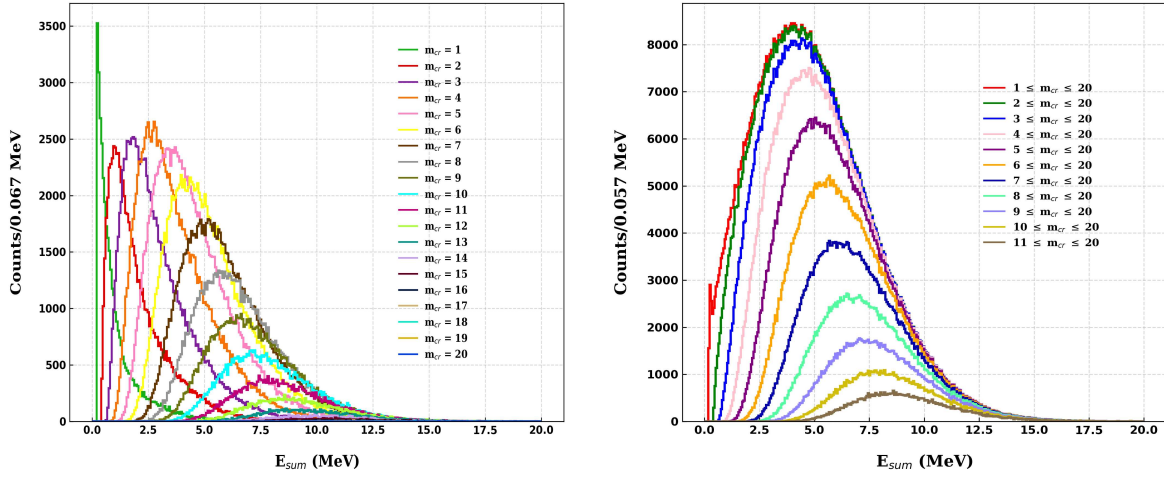 Counts/0.067 MeV
3500
3000
2500
2000
1500
1000
500
0
0.0 2.5 5.0 7.5 10.0 12.5 15.0 17.5 20.0
E_sum (MeV)
m_cr = 1
m_cr = 2
m_cr = 3
m_cr = 4
m_cr = 5
m_cr = 6
m_cr = 7
m_cr = 8
m_cr = 9
m_cr = 10
m_cr = 11
m_cr = 12
m_cr = 13
m_cr = 14
m_cr = 15
m_cr = 16
m_cr = 17
m_cr = 18
m_cr = 19
m_cr = 20
Counts/0.057 MeV
8000
7000
6000
5000
4000
3000
2000
1000
0
0.0 2.5 5.0 7.5 10.0 12.5 15.0 17.5 20.0
E_sum (MeV)
1 ≤ m_cr ≤ 20
2 ≤ m_cr ≤ 20
3 ≤ m_cr ≤ 20
4 ≤ m_cr ≤ 20
5 ≤ m_cr ≤ 20
6 ≤ m_cr ≤ 20
7 ≤ m_cr ≤ 20
8 ≤ m_cr ≤ 20
9 ≤ m_cr ≤ 20
10 ≤ m_cr ≤ 20
11 ≤ m_cr ≤ 20